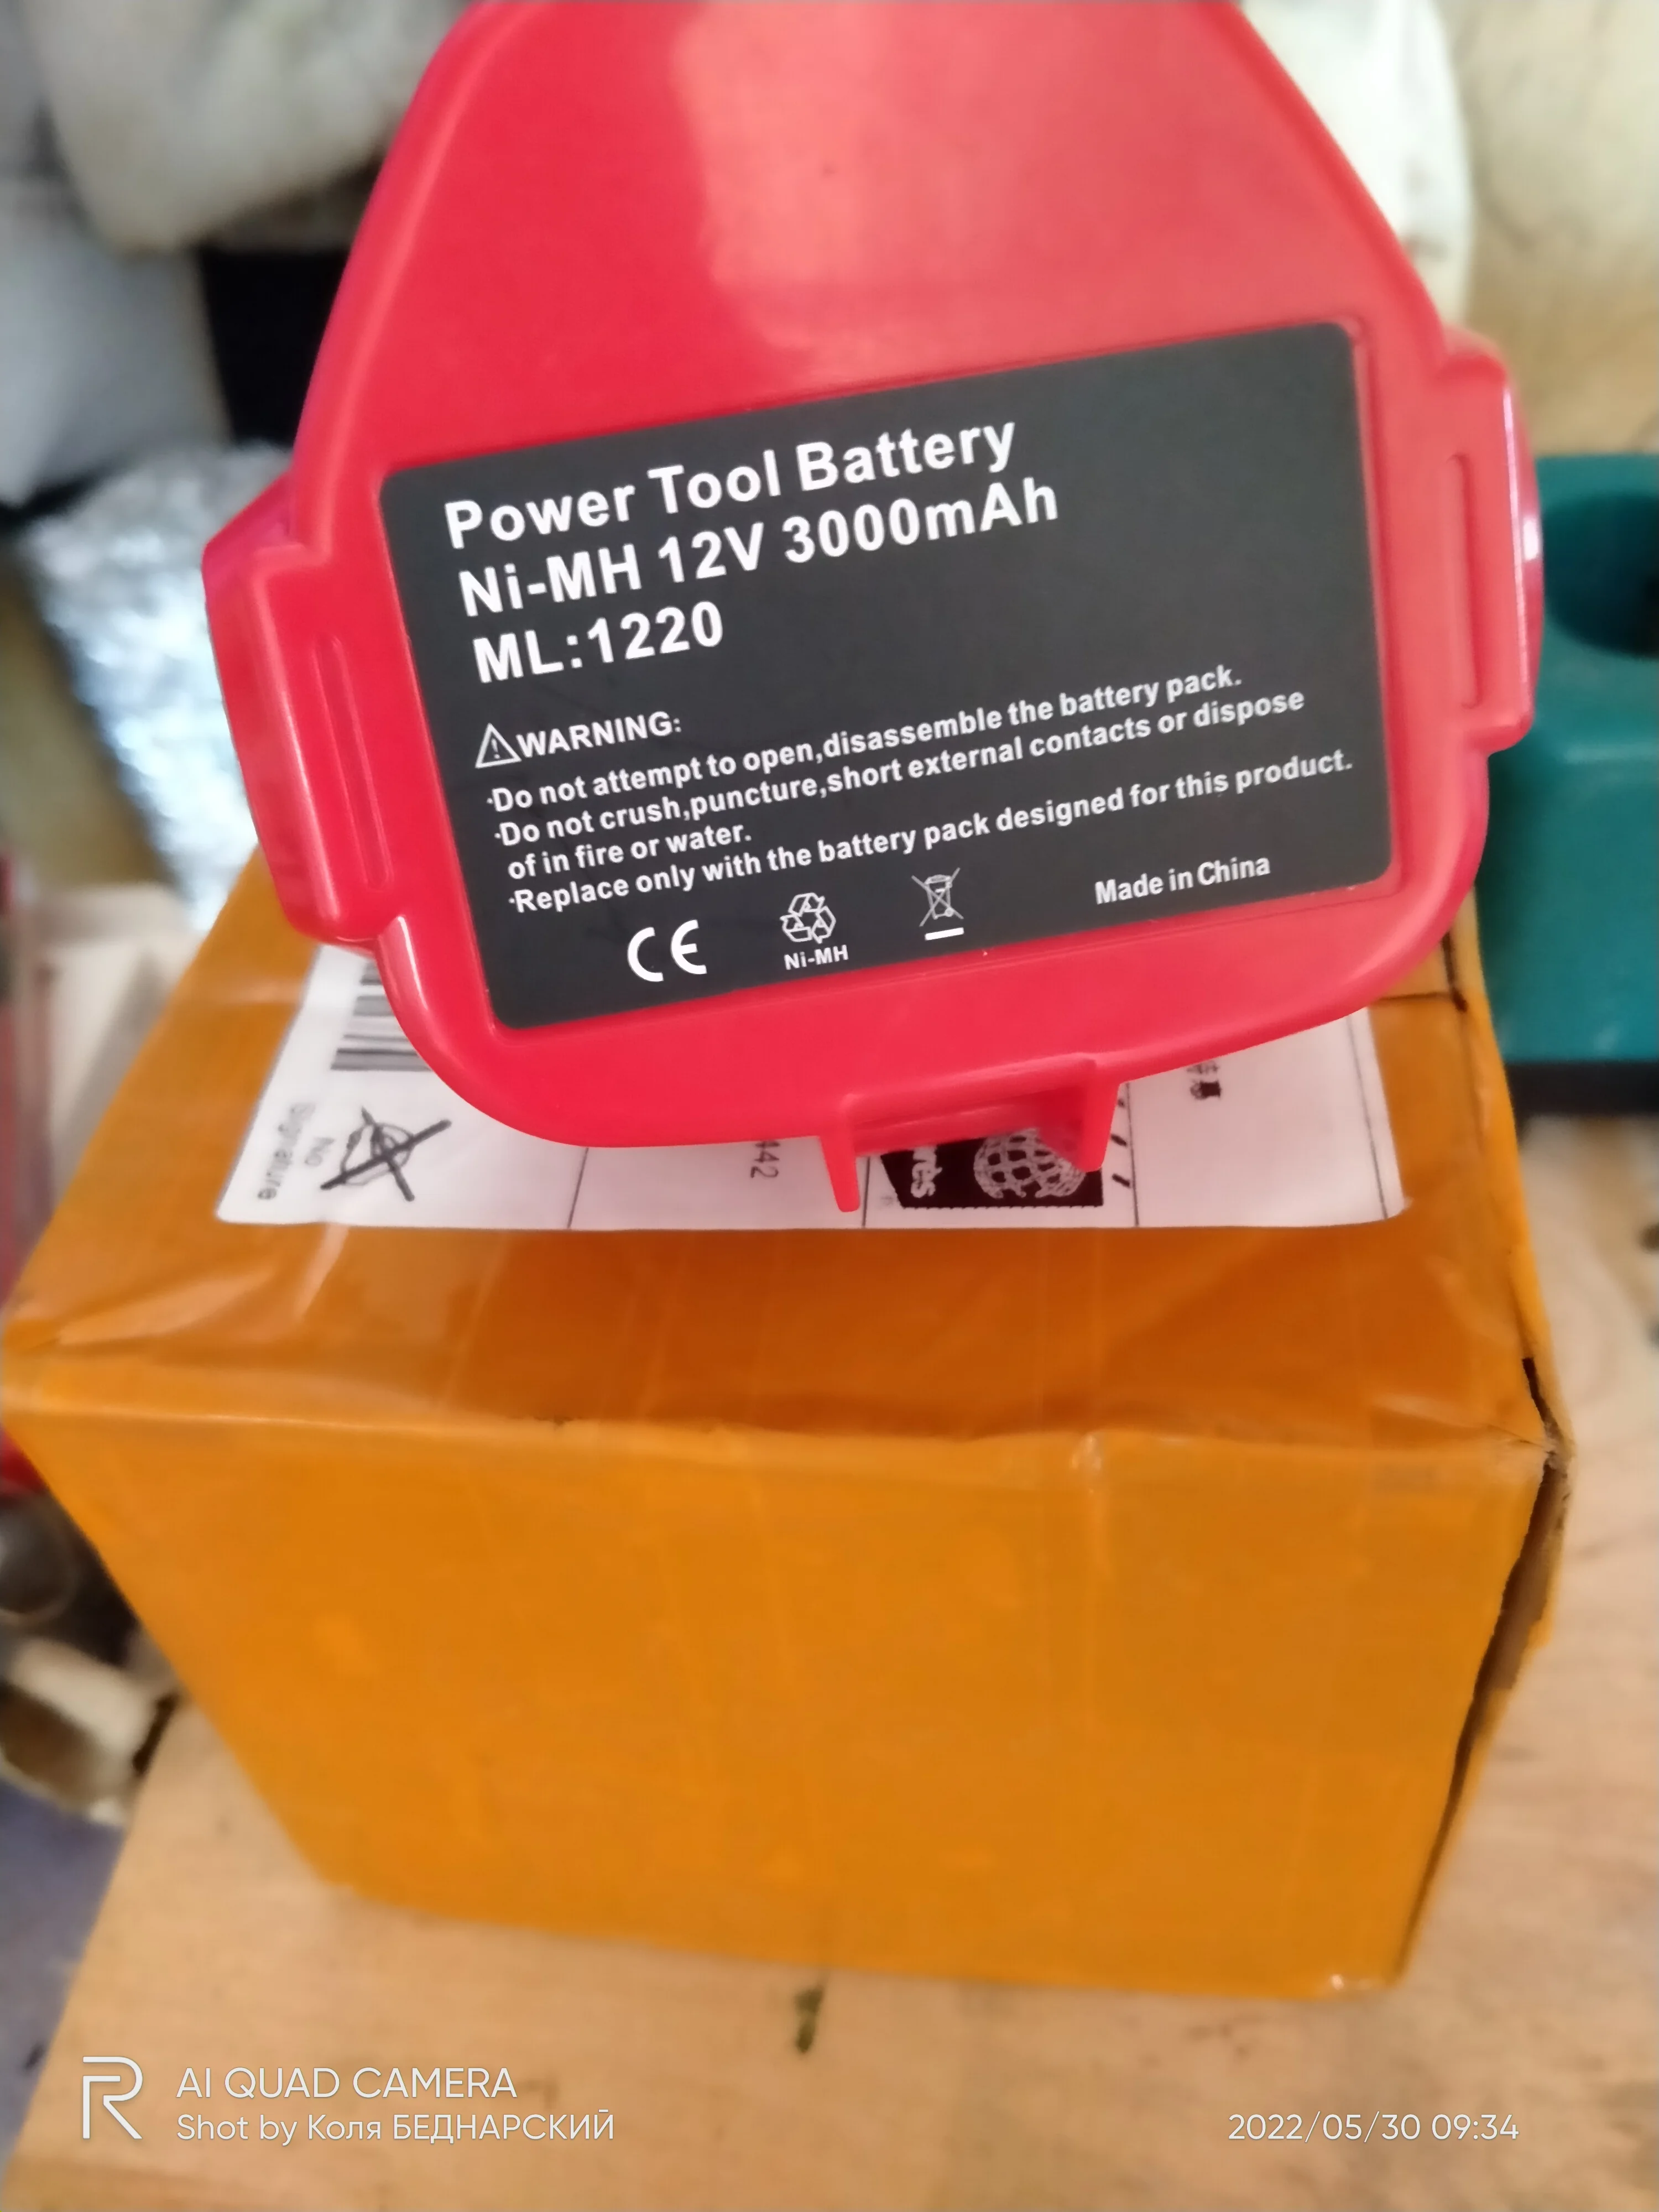 Power Tool Battery
Ni-MH 12V 3000mAh
ML:1220
WARNING:
·Do not attempt to open,disassemble the battery pack.
·Do not crush,puncture,short external contacts or dispose
of in fire or water.
·Replace only with the battery pack designed for this product.
CE
Ni-MH
Made in China
No
Signature
442
nts
AI QUAD CAMERA
Shot by Коля БЕДНАРСКИЙ
2022/05/30 09:34